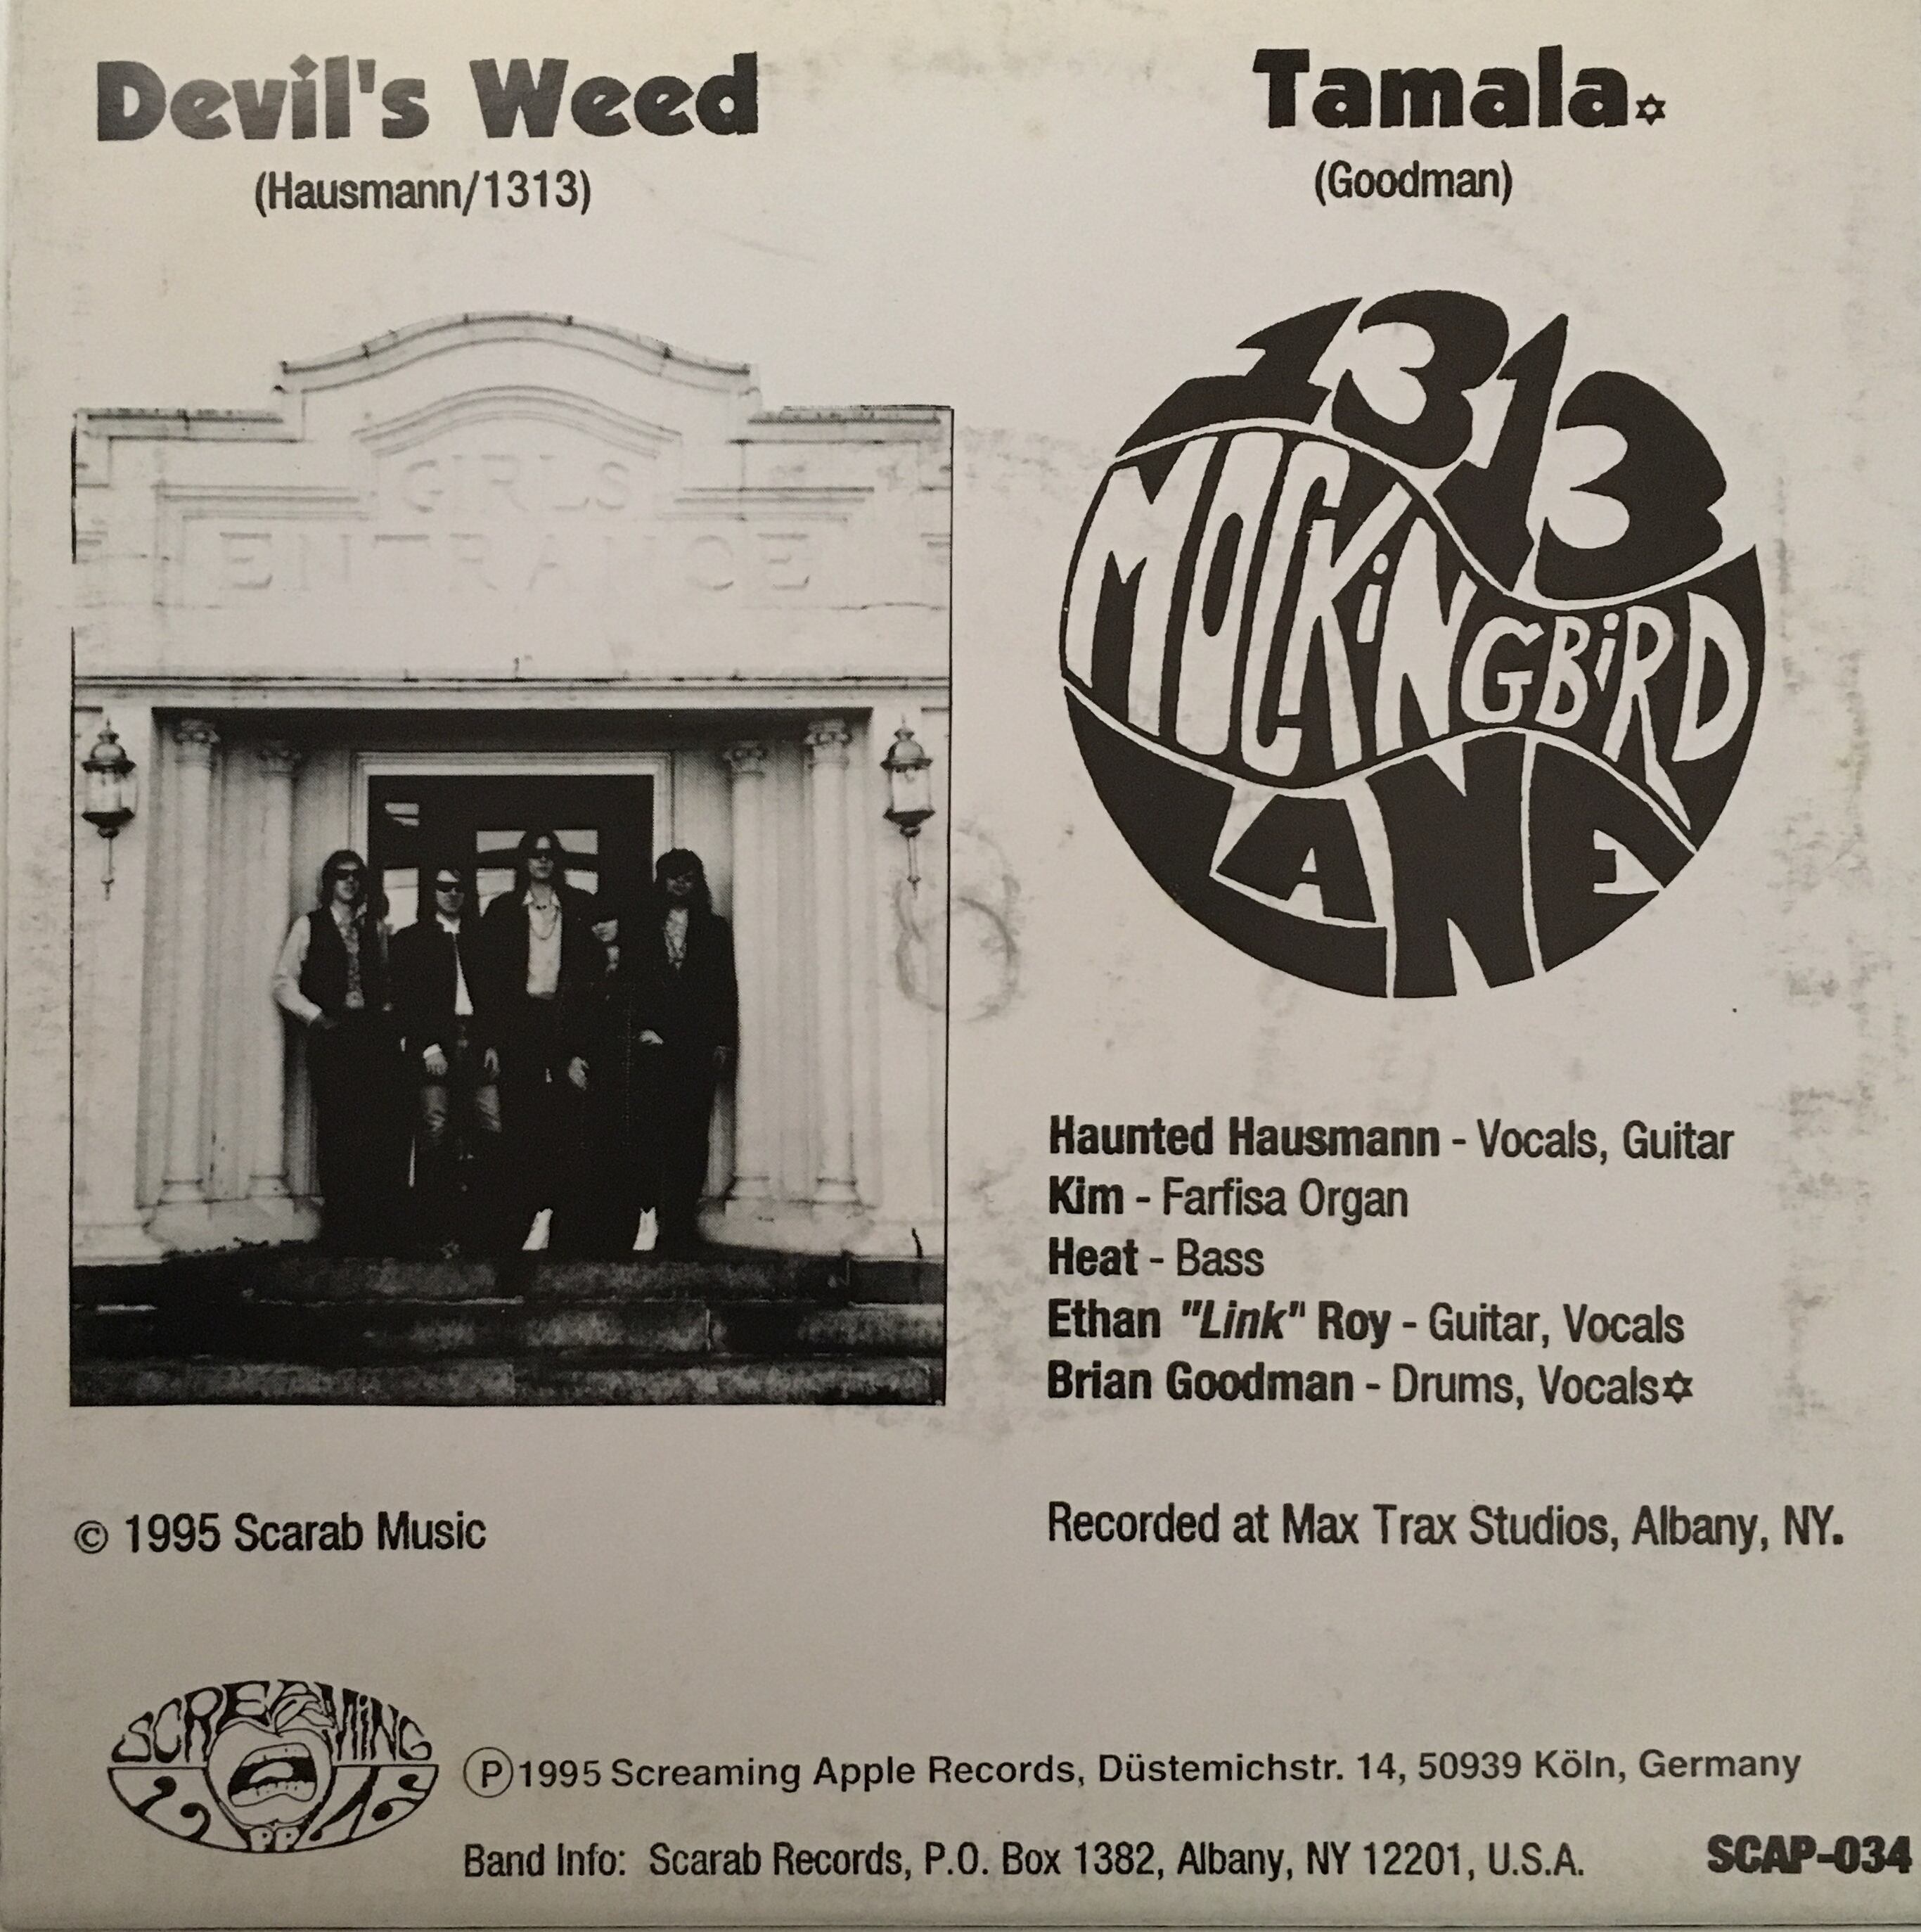 Devil's Weed
(Hausmann/1313)
Tamala✡
(Goodman)
GIRLS
ENTRANCE
1313
MOCKiNGBiRD
LANE
Haunted Hausmann - Vocals, Guitar
Kim - Farfisa Organ
Heat - Bass
Ethan "Link" Roy - Guitar, Vocals
Brian Goodman - Drums, Vocals✡
© 1995 Scarab Music
Recorded at Max Trax Studios, Albany, NY.
SCREAMiNG
APPLE
Ⓟ1995 Screaming Apple Records, Düstemichstr. 14, 50939 Köln, Germany
Band Info: Scarab Records, P.O. Box 1382, Albany, NY 12201, U.S.A.
SCAP-034